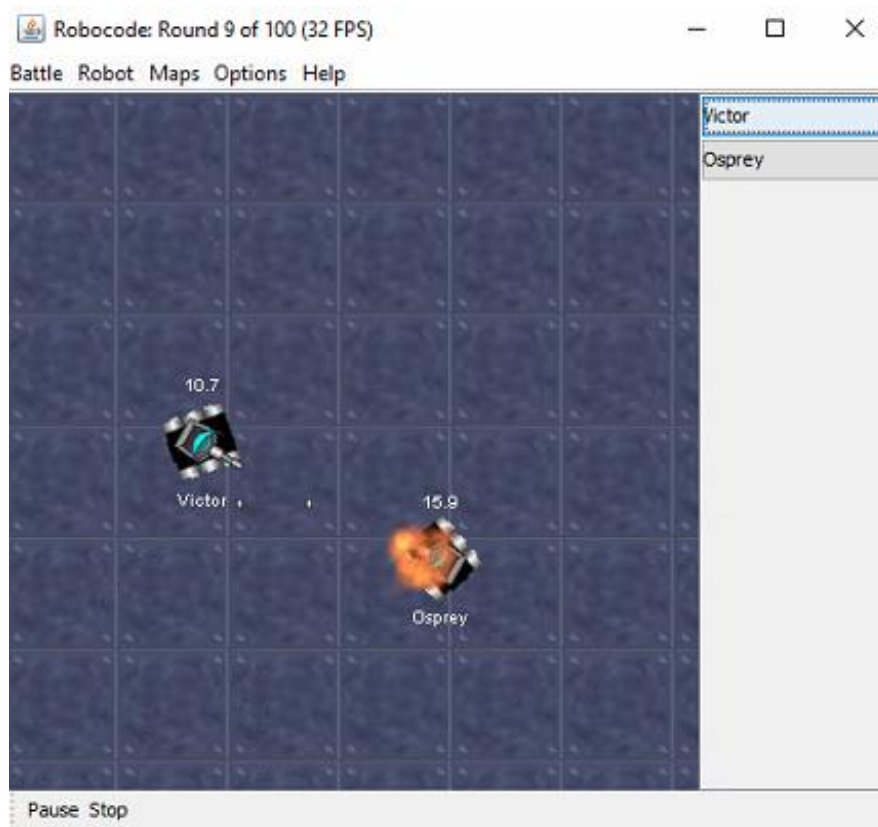 Robocode: Round 9 of 100 (32 FPS)
Battle Robot Maps Options Help
Victor
Osprey
10.7
Victor
15.9
Osprey
Pause Stop